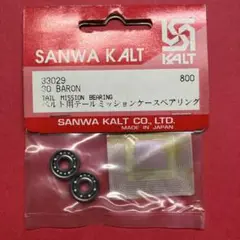 SANWA KALT
KALT
33029
800
30 BARON
TAIL MISSION BEARING
ベルト用テールミッションケースベアリング
SANWA KALT CO., LTD.
MADE IN JAPAN